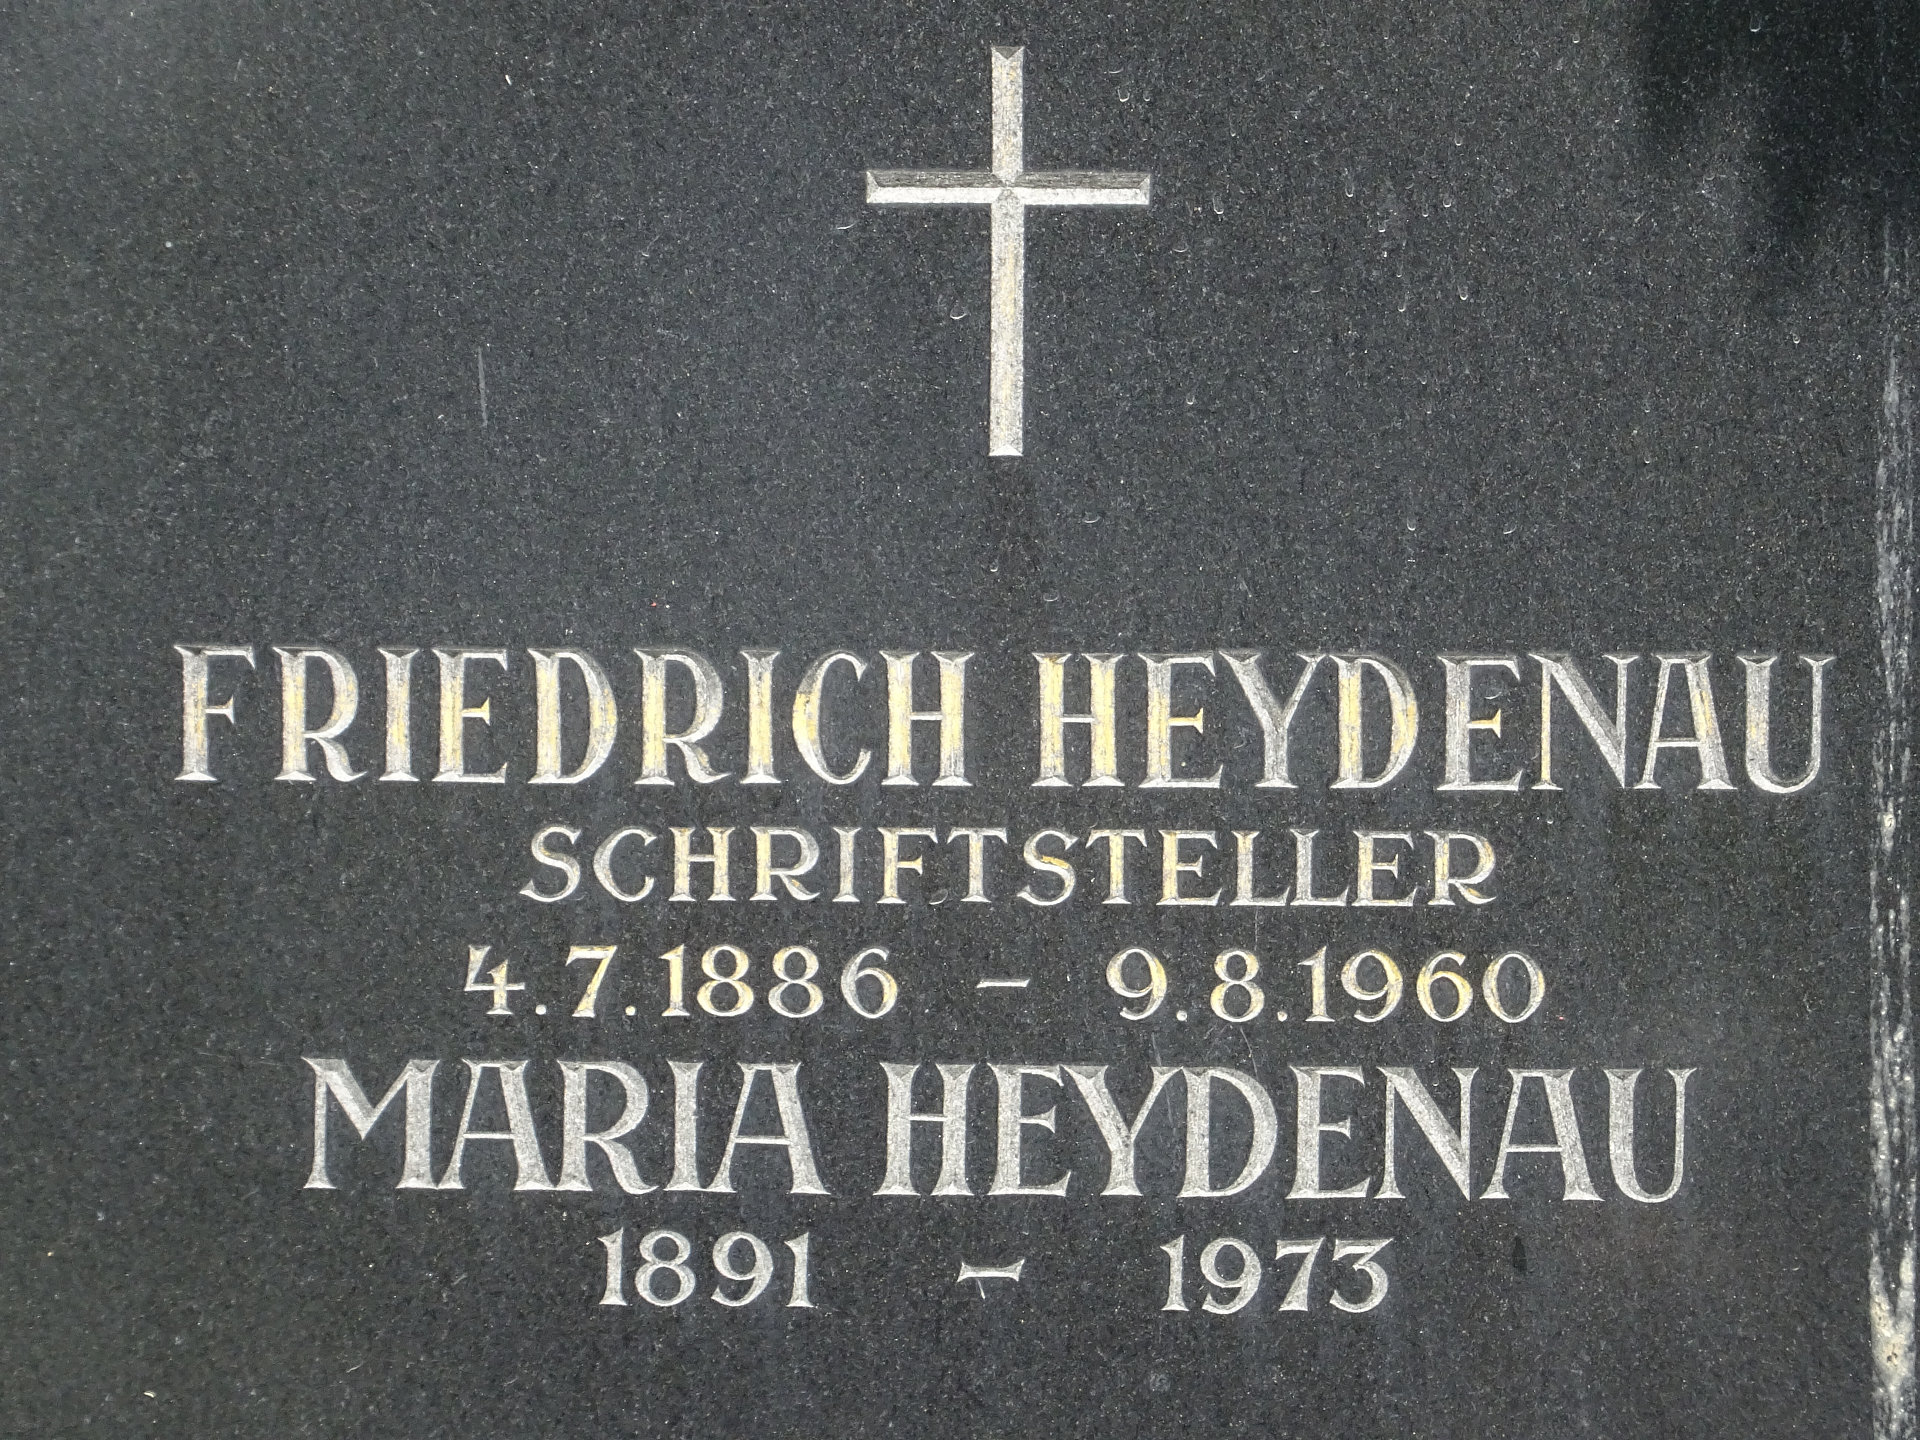 FRIEDRICH HEYDENAU
SCHRIFTSTELLER
4.7.1886 – 9.8.1960
MARIA HEYDENAU
1891 – 1973